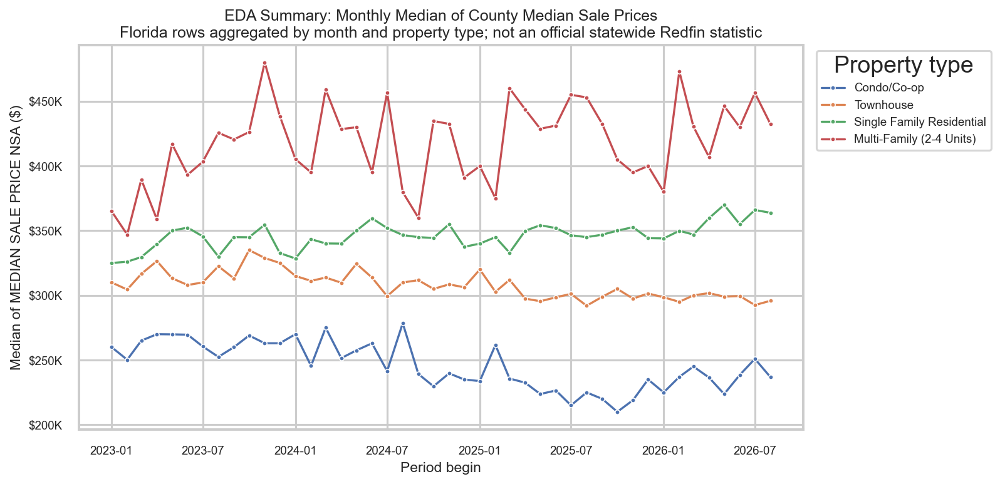 EDA Summary: Monthly Median of County Median Sale Prices
Florida rows aggregated by month and property type; not an official statewide Redfin statistic
Property type
Condo/Co-op
Townhouse
Single Family Residential
Multi-Family (2-4 Units)
Median of MEDIAN SALE PRICE NSA ($)
$450K
$400K
$350K
$300K
$250K
$200K
2023-01
2023-07
2024-01
2024-07
2025-01
2025-07
2026-01
2026-07
Period begin